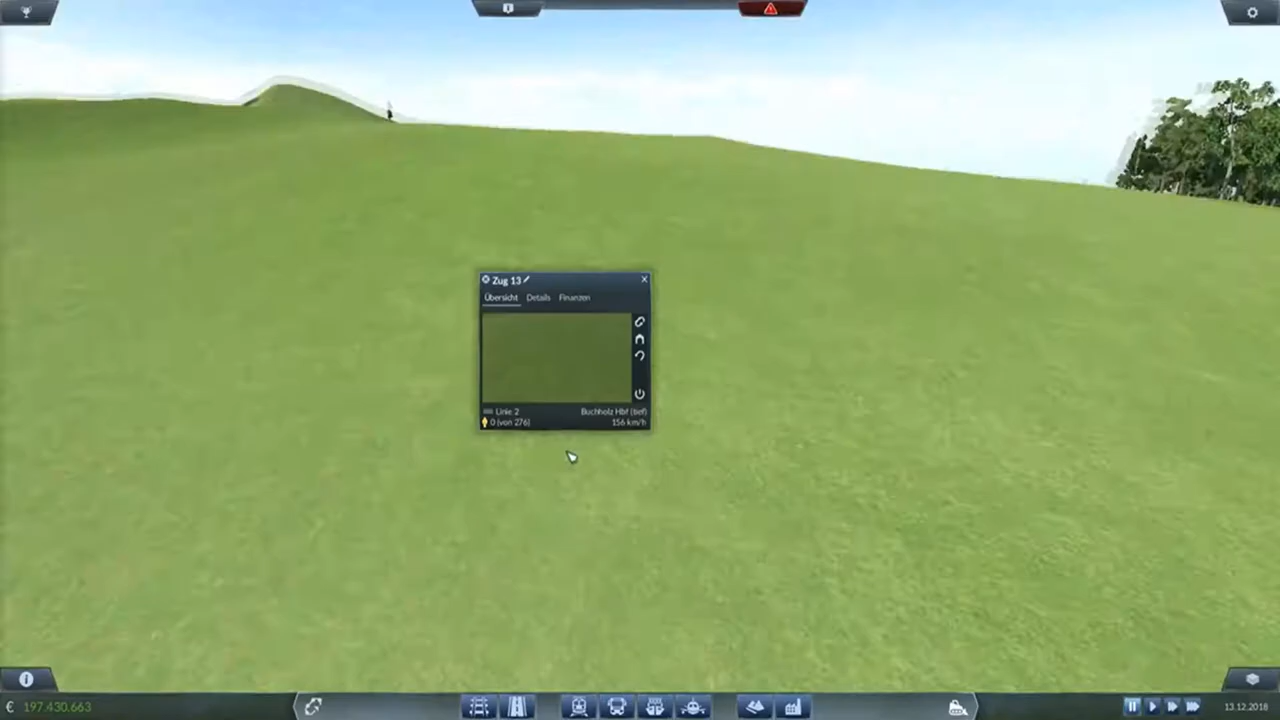 Zug 13
Übersicht Details Finanzen
Linie 2 Buchholz Hbf (tief)
0 (von 276) 156 km/h
€ 197.430.663 13.12.2018